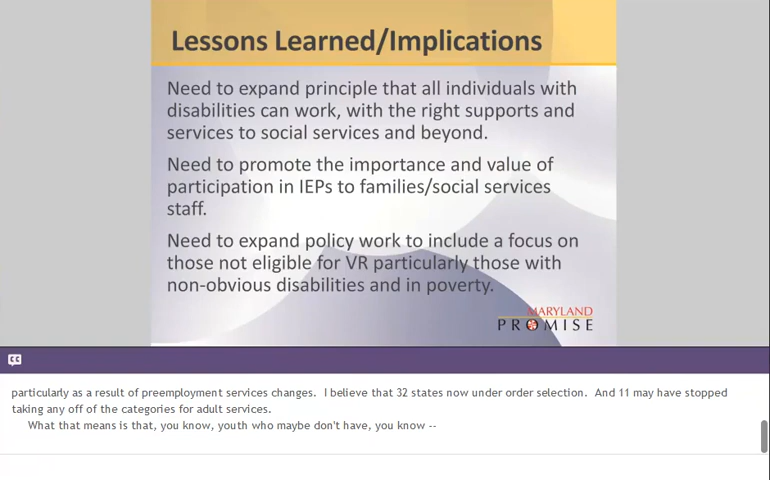 Lessons Learned/Implications
Need to expand principle that all individuals with
disabilities can work, with the right supports and
services to social services and beyond.
Need to promote the importance and value of
participation in IEPs to families/social services
staff.
Need to expand policy work to include a focus on
those not eligible for VR particularly those with
non-obvious disabilities and in poverty.
MARYLAND
PROMISE
CC
particularly as a result of preemployment services changes.  I believe that 32 states now under order selection.  And 11 may have stopped
taking any off of the categories for adult services.
What that means is that, you know, youth who maybe don't have, you know --